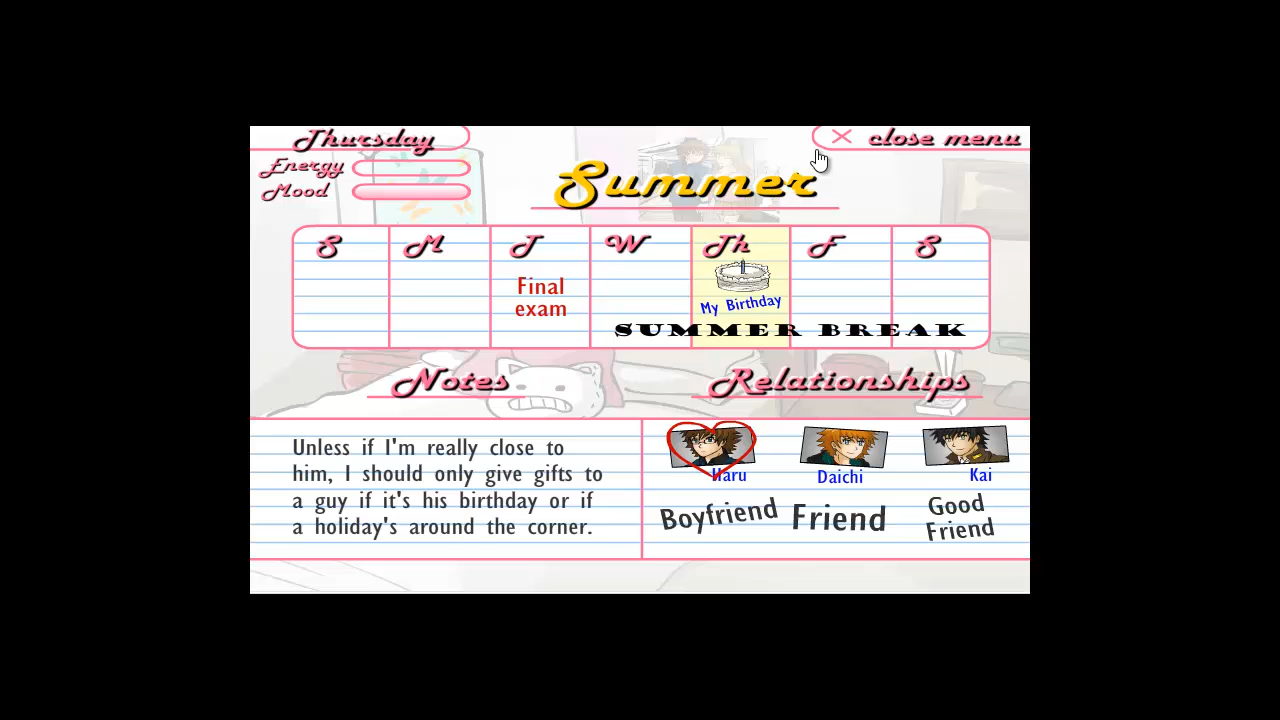 Thursday
close menu
Energy
Mood
Summer
S M T W Th F S
Final
exam
My Birthday
SUMMER BREAK
Notes
Relationships
Unless if I'm really close to
him, I should only give gifts to
a guy if it's his birthday or if
a holiday's around the corner.
Haru
Daichi
Kai
Boyfriend
Friend
Good
Friend